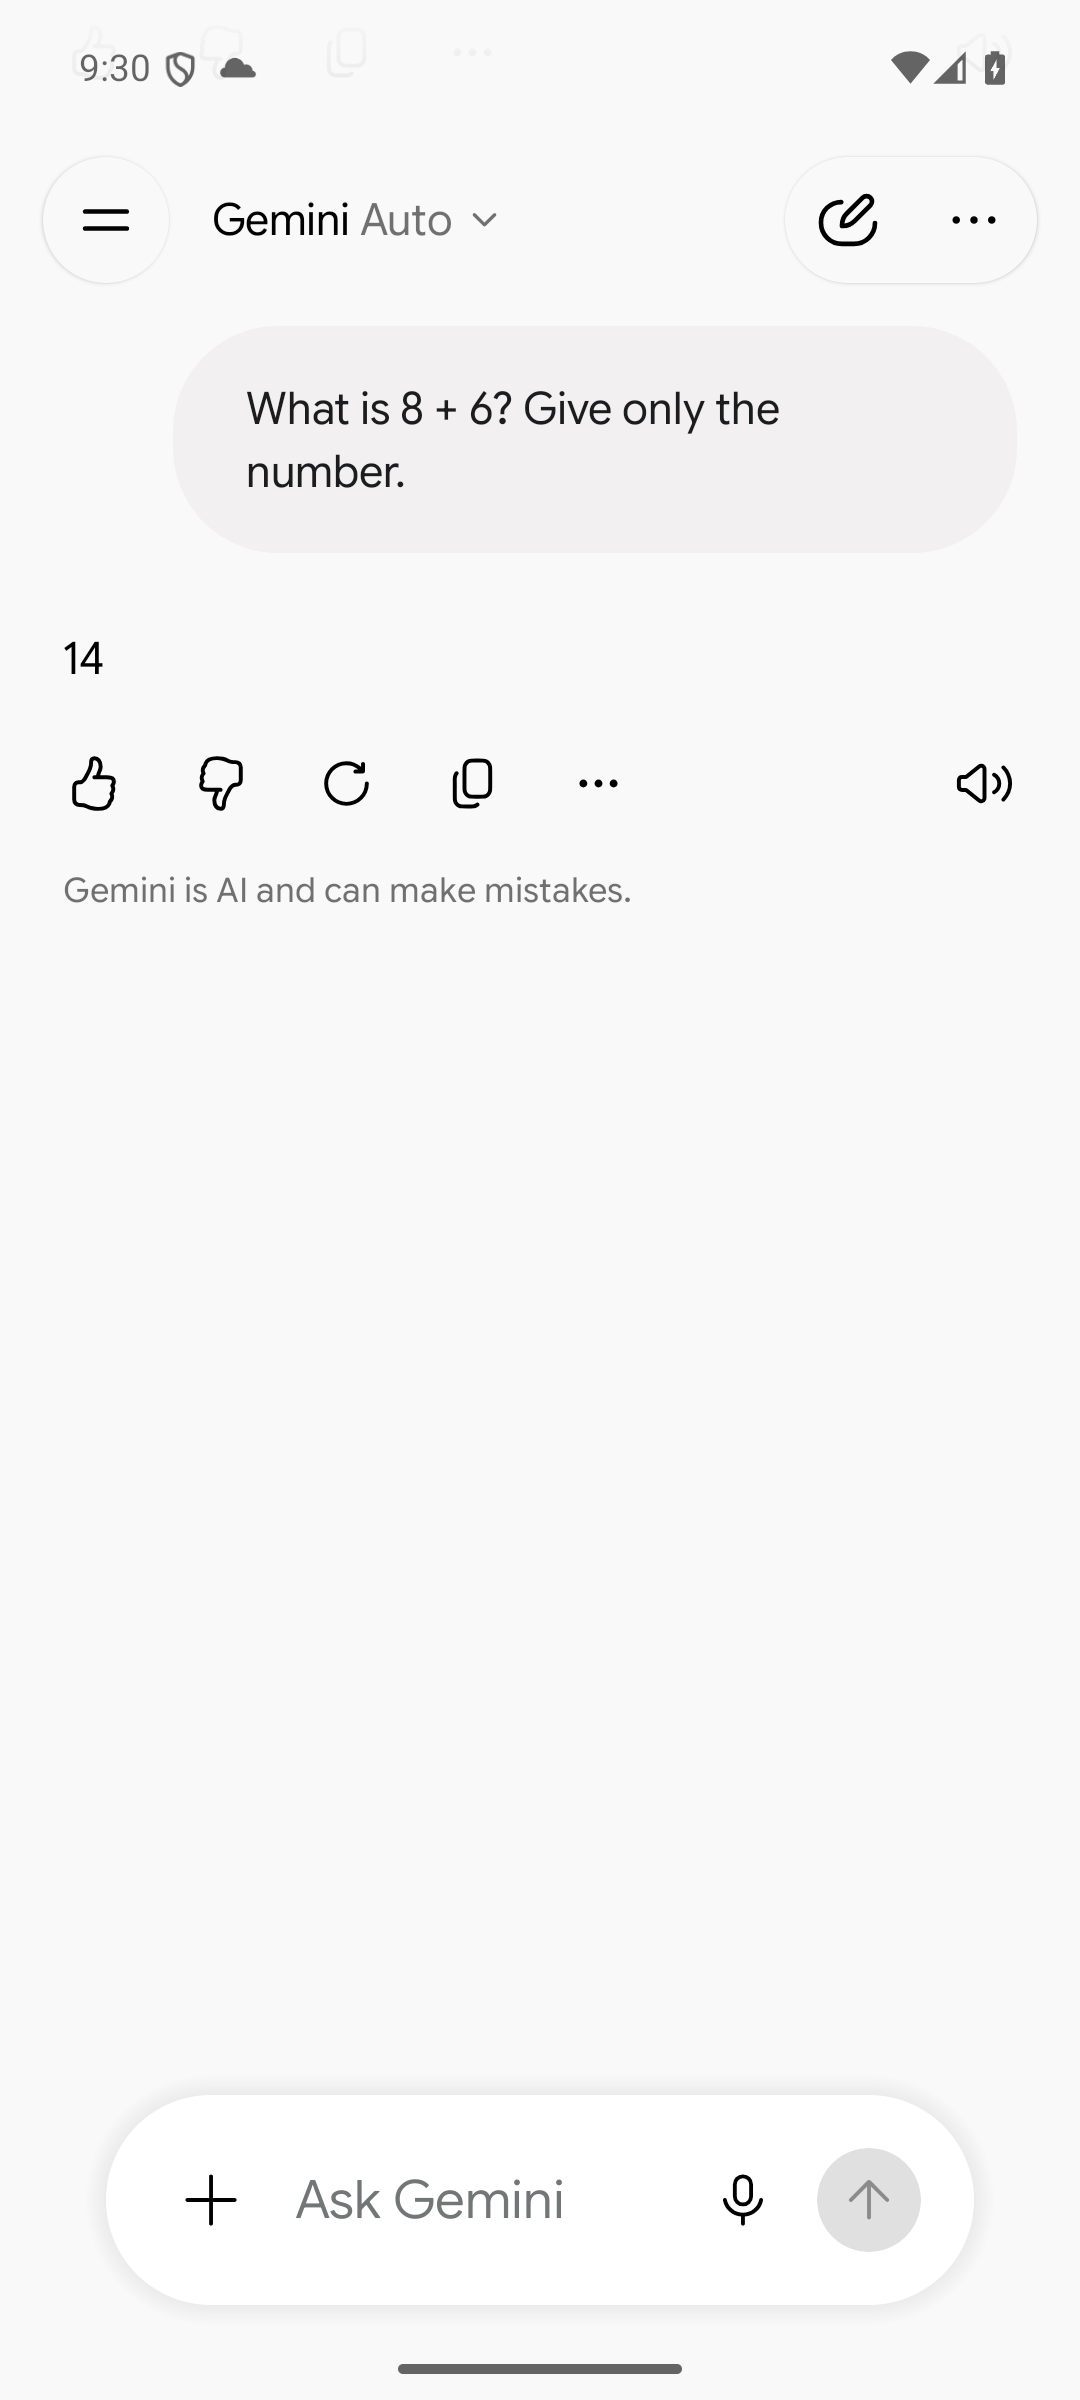 9:30
Gemini Auto
What is 8 + 6? Give only the
number.
14
Gemini is AI and can make mistakes.
Ask Gemini